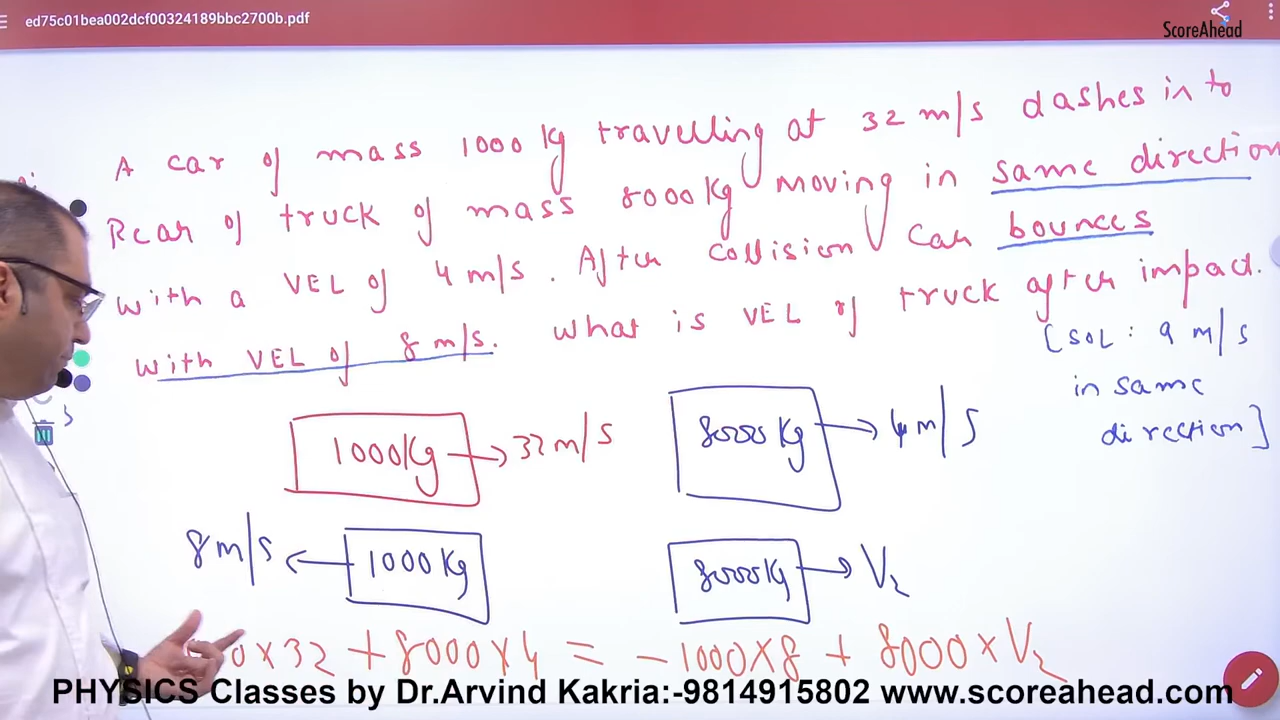 ed75c01bea002dcf00324189bbc2700b.pdf
ScoreAhead
A car of mass 1000 kg travelling at 32 m/s dashes in to
Rear of truck of mass 8000 kg moving in same direction
with a VEL of 4 m/s. After collision Car bounces
with VEL of 8 m/s. What is VEL of truck after impact.
[SOL: 9 m/s
in same
direction]
1000 Kg → 32 m/s
8000 Kg → 4 m/s
8 m/s ← 1000 Kg
8000 Kg → V₂
0 × 32 + 8000 × 4 = - 1000 × 8 + 8000 × V₂
PHYSICS Classes by Dr.Arvind Kakria:-9814915802 www.scoreahead.com